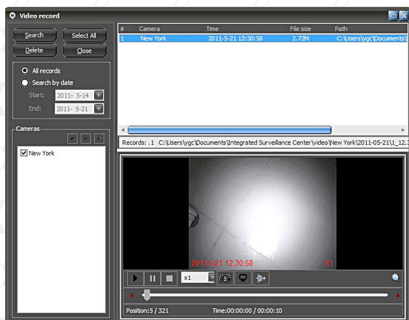 Video record
Search
Select All
Delete
Close
All records
Search by date
Start: 2011- 5-14
End: 2011- 5-21
Cameras
New York
# Camera Time File size Path
1 New York 2011-5-21 12:30:58 2.72M C:\Users\ygc\Documents\
Records: .1 C:\Users\ygc\Documents\Integrated Surveillance Center\video\New York\2011-05-21\1_12.3
2011-5-21 12:30:58 X1
x1
Position:5 / 321 Time:00:00:00 / 00:00:10